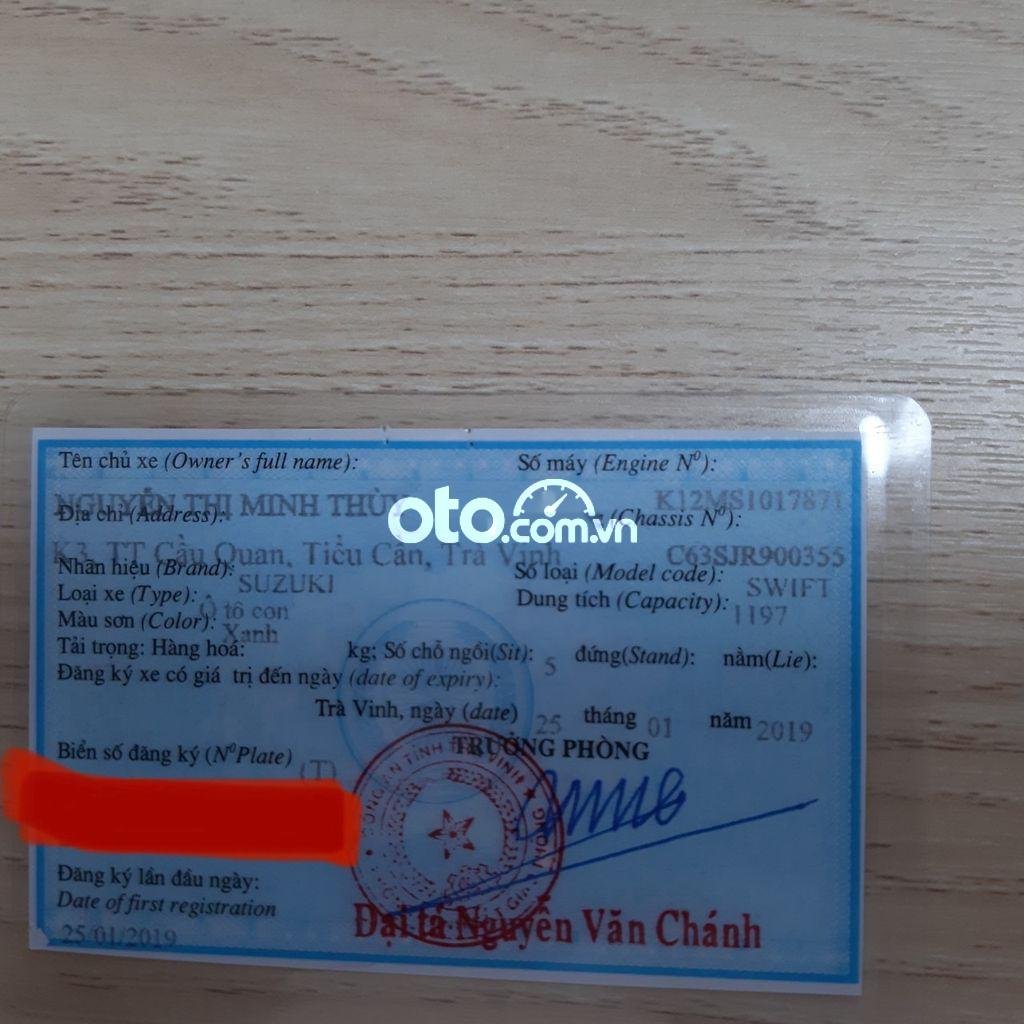 Tên chủ xe (Owner's full name):
Số máy (Engine N⁰):
NGUYỄN THỊ MINH THÙY
K12MS1017871
Địa chỉ (Address):
(Chassis N⁰):
K3, TT Cầu Quan, Tiểu Cần, Trà Vinh
C63SJR900355
Nhãn hiệu (Brand): SUZUKI
Số loại (Model code): SWIFT
Loại xe (Type): Ô tô con
Dung tích (Capacity): 1197
Màu sơn (Color): Xanh
Tải trọng: Hàng hoá: kg; Số chỗ ngồi(Sit): 5 đứng(Stand): nằm(Lie):
Đăng ký xe có giá trị đến ngày (date of expiry):
Trà Vinh, ngày (date) 25 tháng 01 năm 2019
Biển số đăng ký (N⁰Plate) (T)
TRƯỞNG PHÒNG
Đăng ký lần đầu ngày:
Date of first registration
25/01/2019
Đại tá Nguyễn Văn Chánh
oto.com.vn